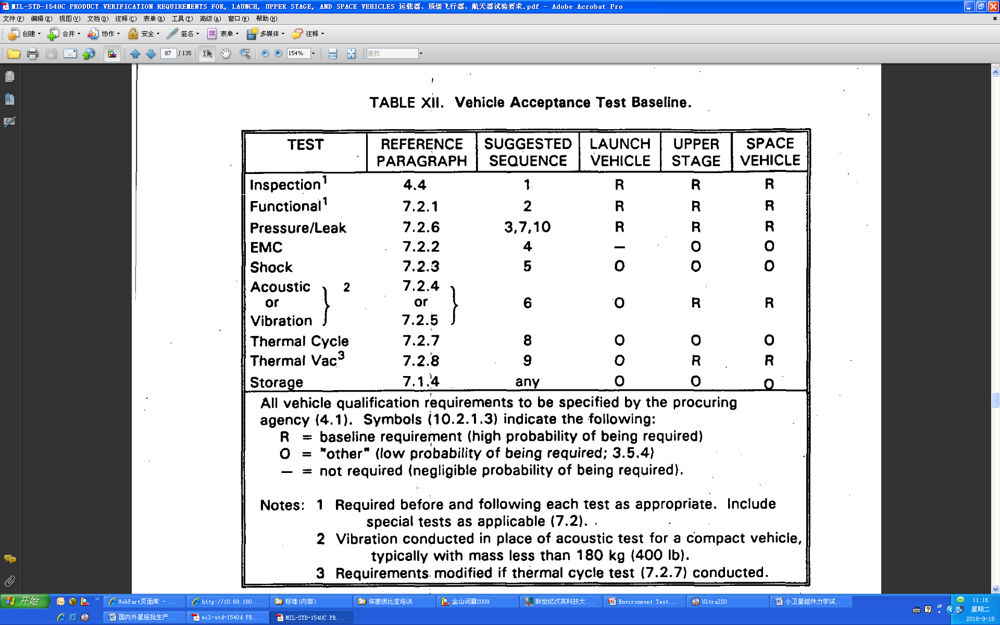 MIL-STD-1540C PRODUCT VERIFICATION REQUIREMENTS FOR, LAUNCH, UPPER STAGE, AND SPACE VEHICLES 运载器、顶级飞行器、航天器试验要求.pdf - Adobe Acrobat Pro
文件(F) 编辑(E) 视图(V) 文档(D) 注释(C) 表单(R) 工具(T) 高级(A) 窗口(W) 帮助(H)
创建 合并 协作 安全 签名 表单 多媒体 注释
87 / 135 154% 查找
TABLE XII. Vehicle Acceptance Test Baseline.
TEST REFERENCE PARAGRAPH SUGGESTED SEQUENCE LAUNCH VEHICLE UPPER STAGE SPACE VEHICLE
Inspection1 4.4 1 R R R
Functional1 7.2.1 2 R R R
Pressure/Leak 7.2.6 3,7,10 R R R
EMC 7.2.2 4 — O O
Shock 7.2.3 5 O O O
Acoustic 2 7.2.4
or or 6 O R R
Vibration 7.2.5
Thermal Cycle 7.2.7 8 O O O
Thermal Vac3 7.2.8 9 O R R
Storage 7.1.4 any O O O
All vehicle qualification requirements to be specified by the procuring
agency (4.1). Symbols (10.2.1.3) indicate the following:
R = baseline requirement (high probability of being required)
O = "other" (low probability of being required; 3.5.4)
— = not required (negligible probability of being required).
Notes: 1 Required before and following each test as appropriate. Include
special tests as applicable (7.2).
2 Vibration conducted in place of acoustic test for a compact vehicle,
typically with mass less than 180 kg (400 lb).
3 Requirements modified if thermal cycle test (7.2.7) conducted.
开始 WebPart页面库 - ... http://10.68.180... 标准(内部) 埃塞俄比亚培训 金山词霸2009 新世纪汉英科技大... Environment Test... UltraISO 小卫星组件力学试... 11:16
星期二
国内外星座批生产... mil-std-1540d PR... MIL-STD-1540C PR... 2018-9-18